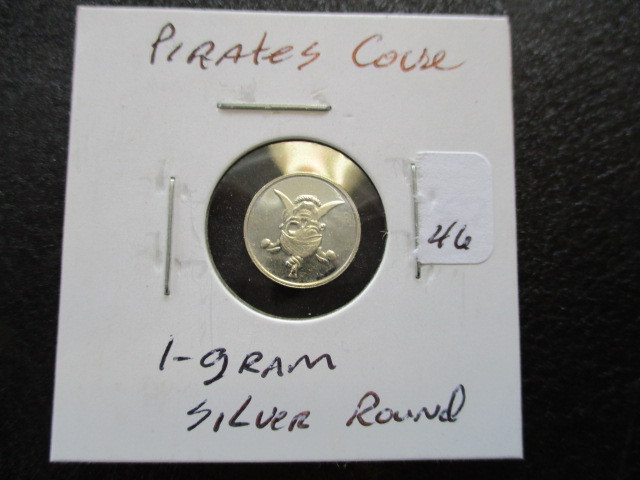 PIRATES COVE
46
1-GRAM
SILVER ROUND